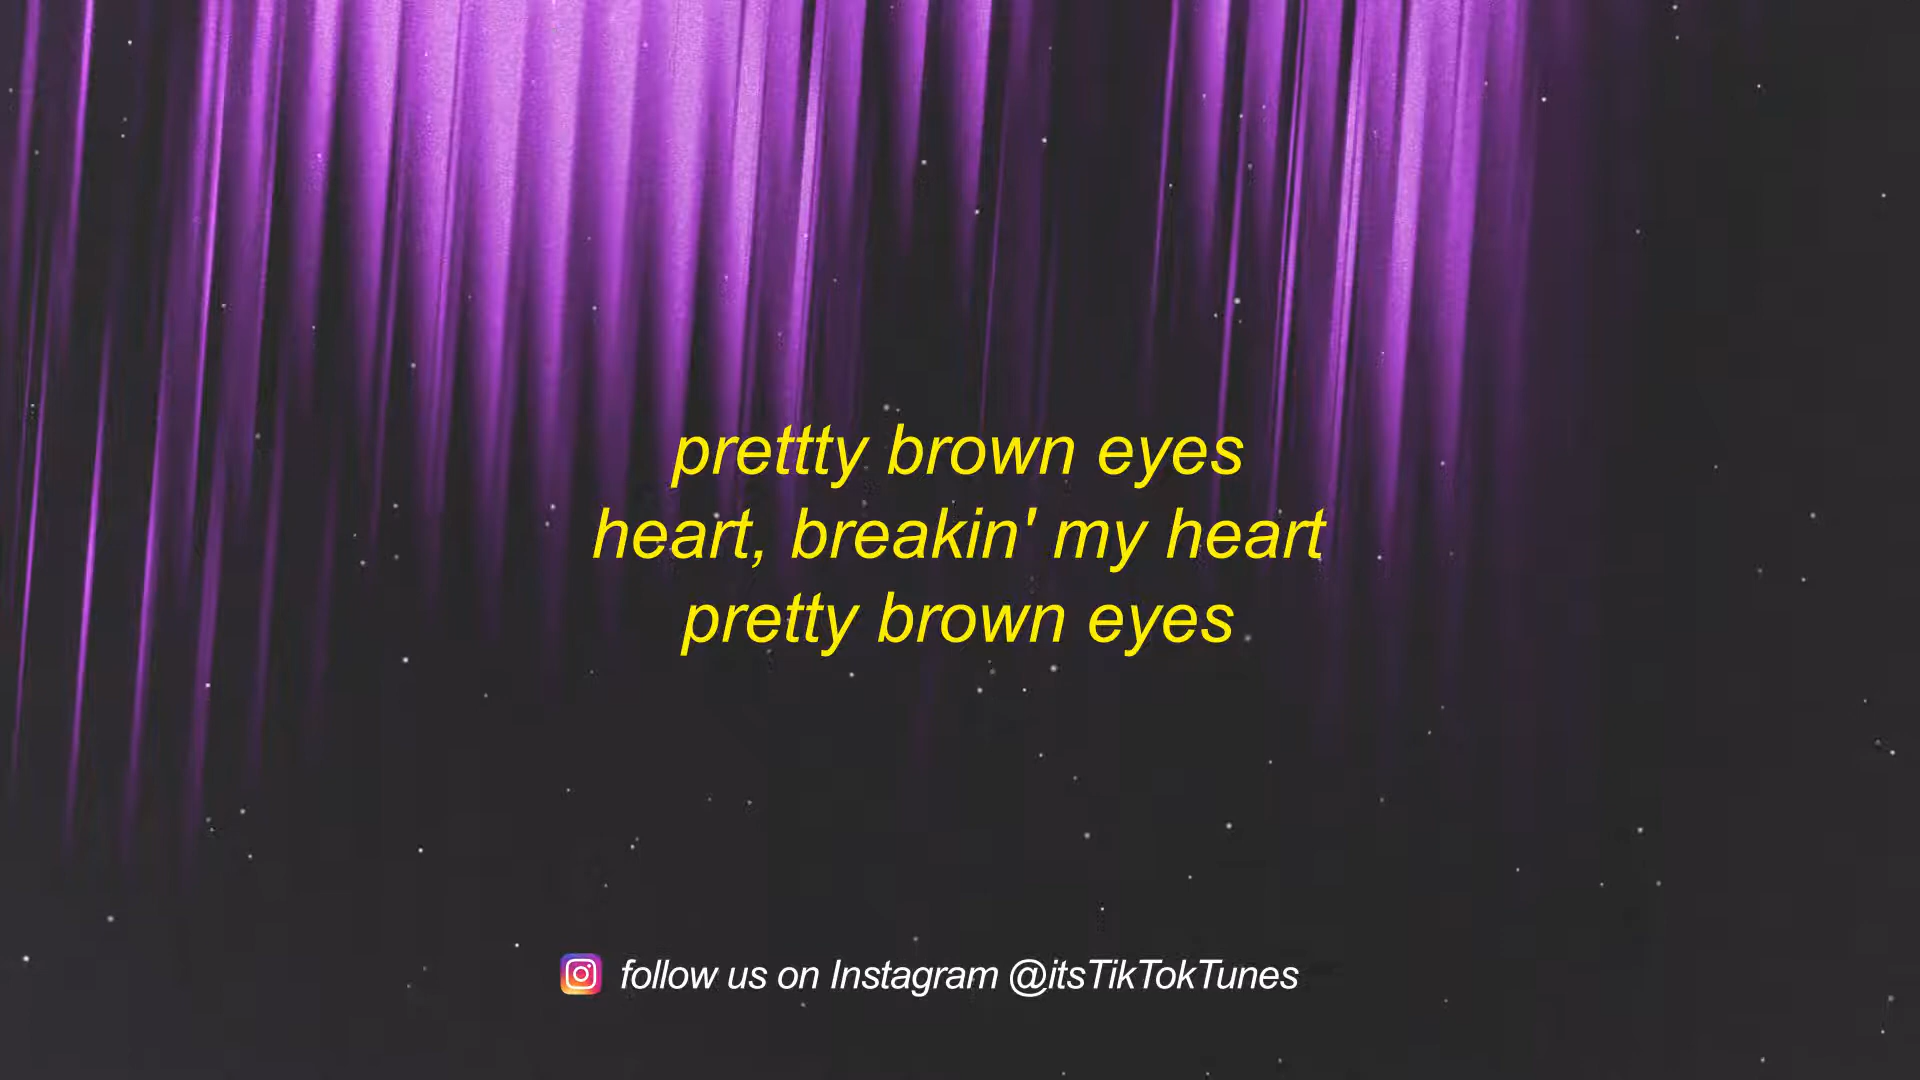 prettty brown eyes
heart, breakin' my heart
pretty brown eyes
follow us on Instagram @itsTikTokTunes